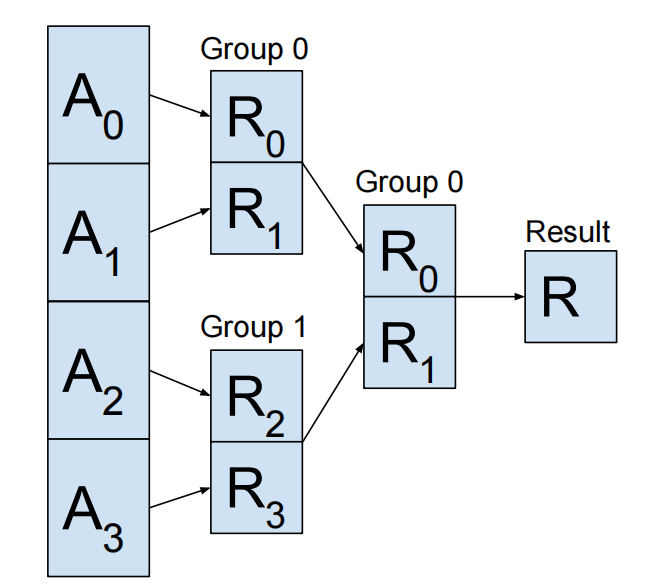 A0
A1
A2
A3
Group 0
R0
R1
Group 1
R2
R3
Group 0
R0
R1
Result
R